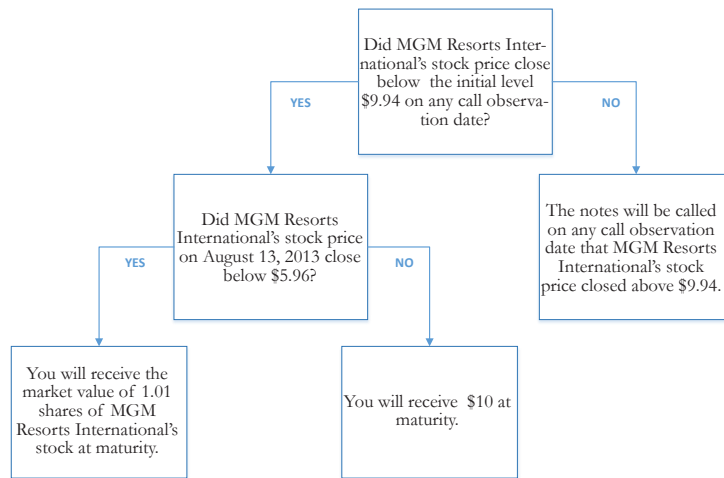 Did MGM Resorts Inter-
national's stock price close
below the initial level
$9.94 on any call observa-
tion date?
YES
NO
Did MGM Resorts
International's stock price
on August 13, 2013 close
below $5.96?
The notes will be called
on any call observation
date that MGM Resorts
International's stock
price closed above $9.94.
YES
NO
You will receive the
market value of 1.01
shares of MGM
Resorts International's
stock at maturity.
You will receive $10 at
maturity.